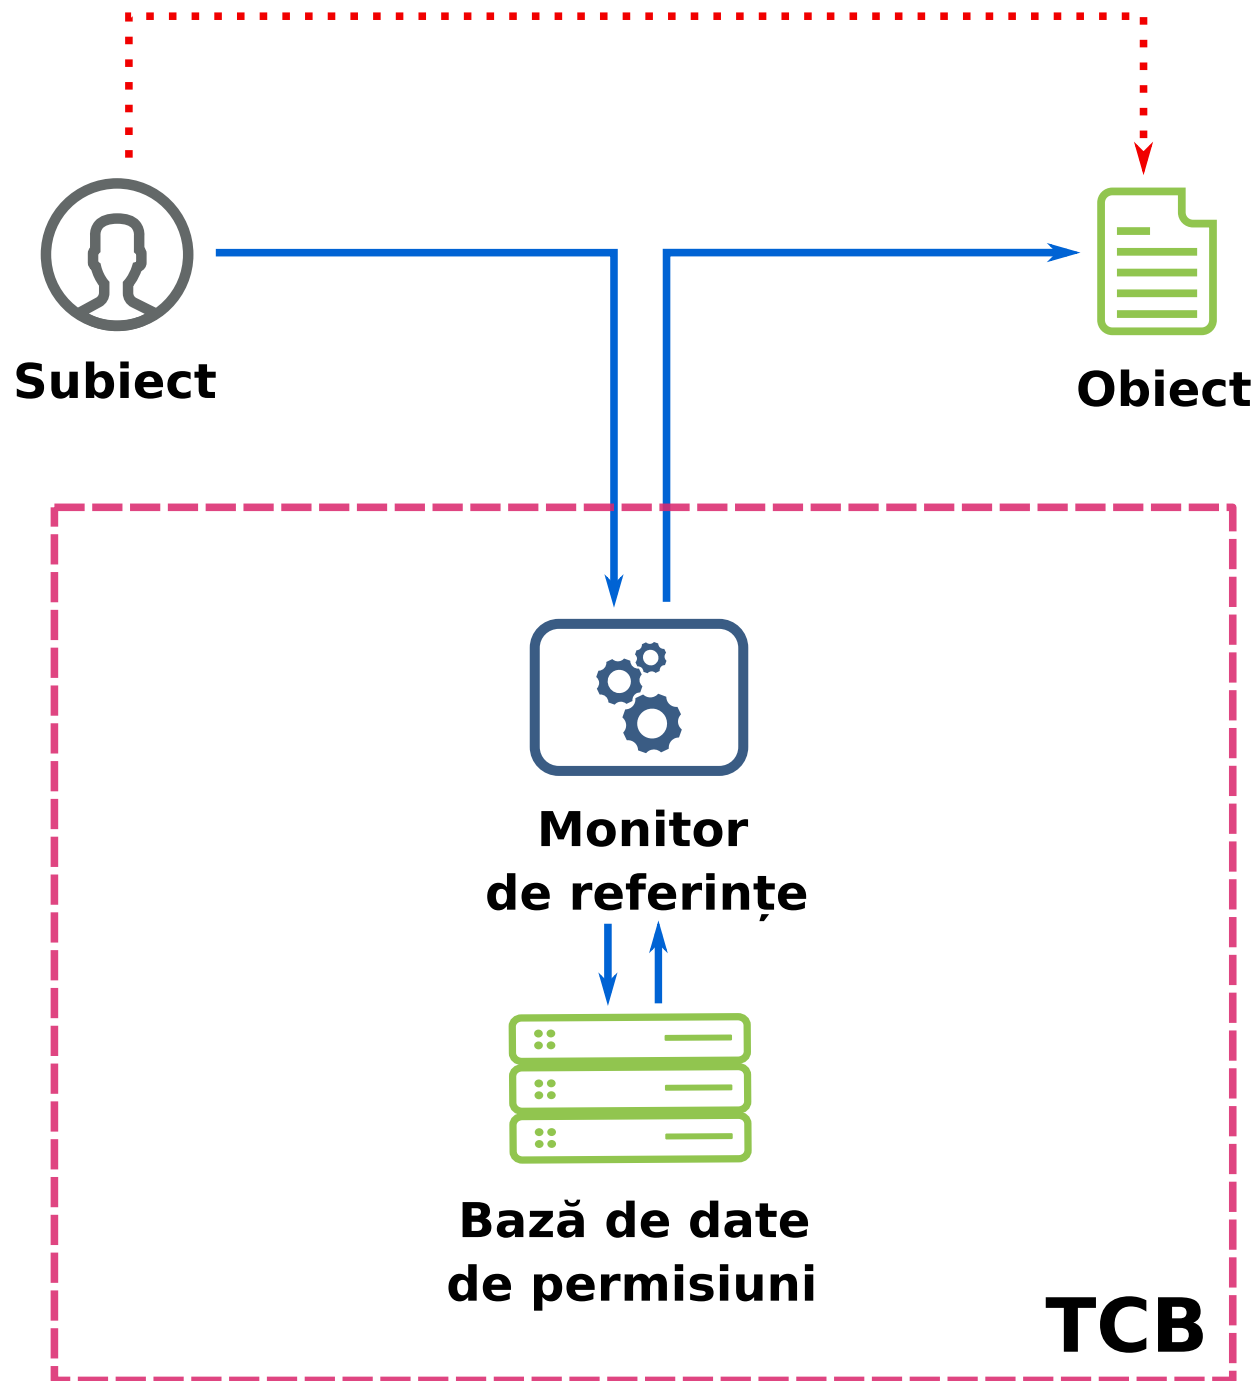 Subiect
Obiect
Monitor
de referințe
Bază de date
de permisiuni
TCB